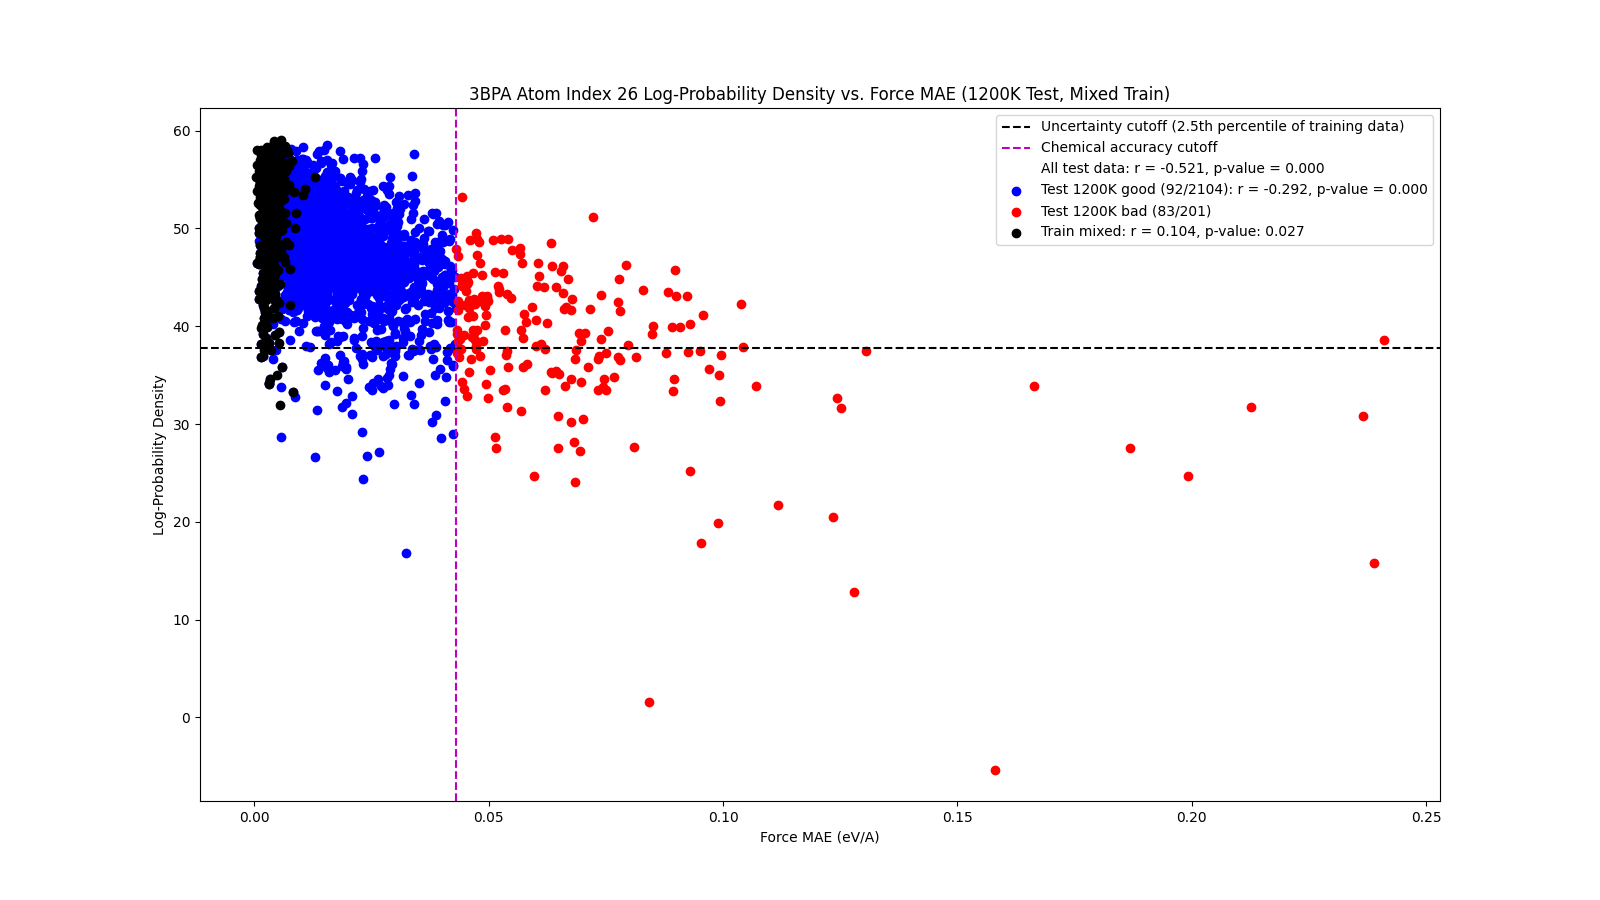 3BPA Atom Index 26 Log-Probability Density vs. Force MAE (1200K Test, Mixed Train)
Uncertainty cutoff (2.5th percentile of training data)
Chemical accuracy cutoff
All test data: r = -0.521, p-value = 0.000
Test 1200K good (92/2104): r = -0.292, p-value = 0.000
Test 1200K bad (83/201)
Train mixed: r = 0.104, p-value: 0.027
Log-Probability Density
60
50
40
30
20
10
0
0.00 0.05 0.10 0.15 0.20 0.25
Force MAE (eV/A)